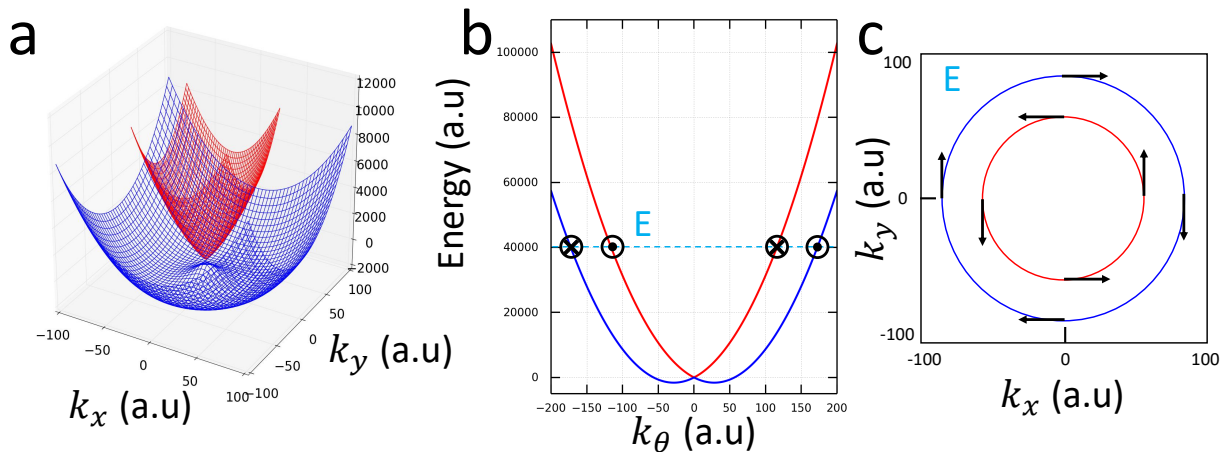 a
12000
10000
8000
6000
4000
2000
0
−2000
100
50
0
−50
−100
k_y (a.u)
−100
−50
0
50
100
k_x (a.u)
b
Energy (a.u)
100000
80000
60000
40000
20000
0
E
−200 −150 −100 −50 0 50 100 150 200
k_θ (a.u)
c
E
k_y (a.u)
100
0
-100
-100 0 100
k_x (a.u)